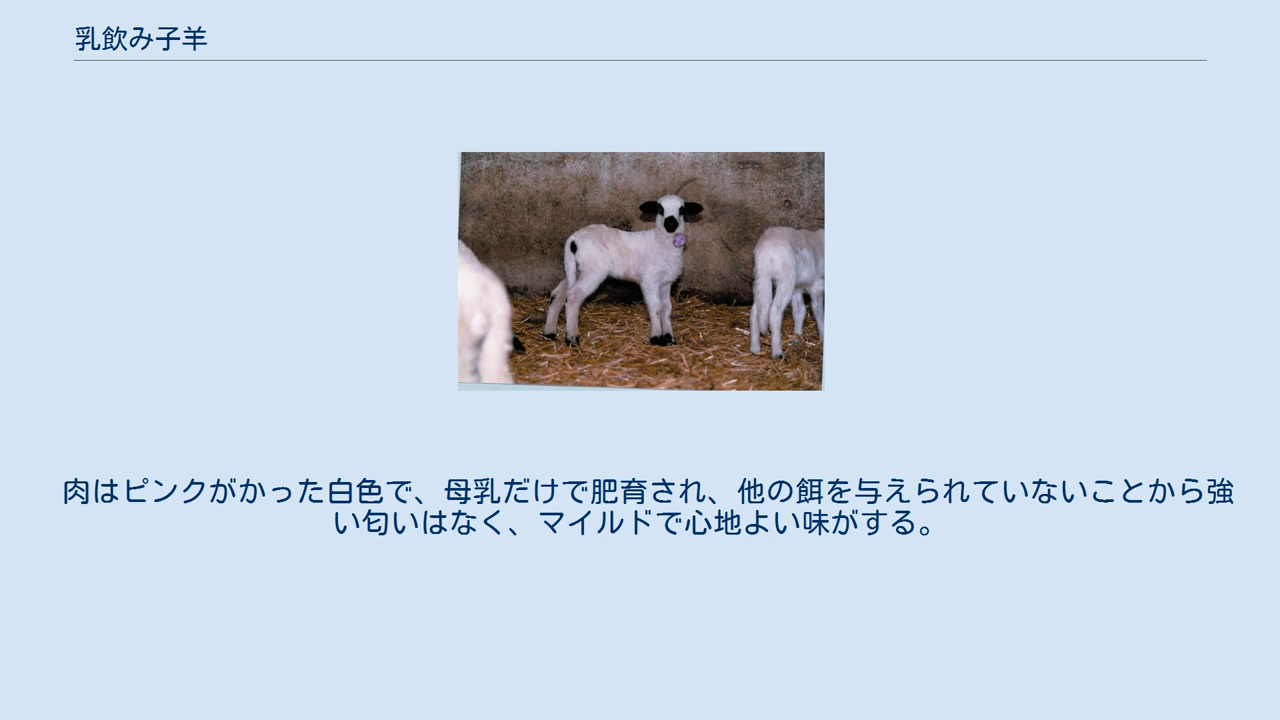 乳飲み子羊
肉はピンクがかった白色で、母乳だけで肥育され、他の餌を与えられていないことから強
い匂いはなく、マイルドで心地よい味がする。